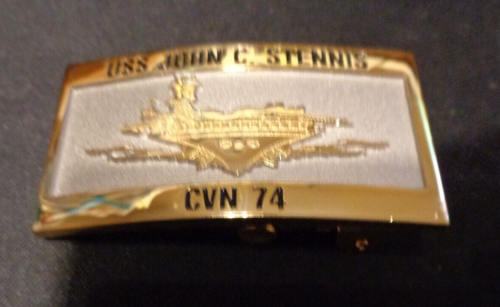 USS JOHN C. STENNIS
CVN 74